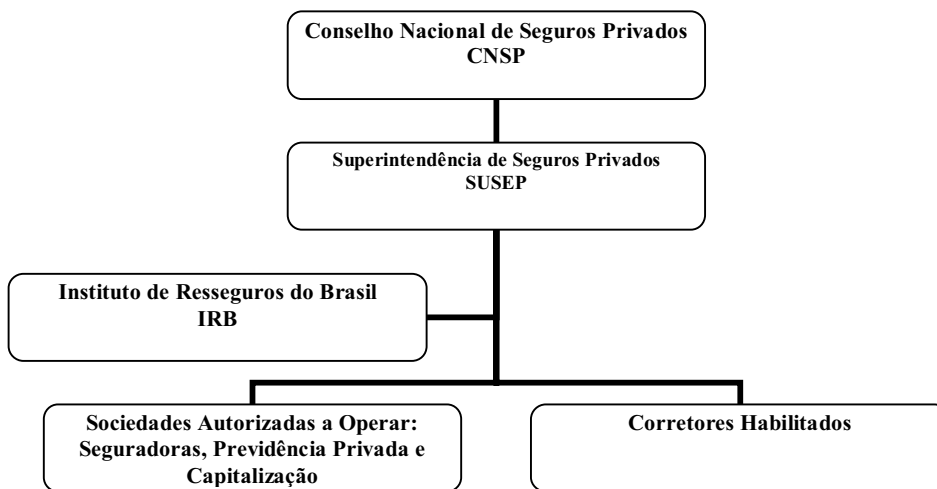 Conselho Nacional de Seguros Privados
CNSP
Superintendência de Seguros Privados
SUSEP
Instituto de Resseguros do Brasil
IRB
Sociedades Autorizadas a Operar:
Seguradoras, Previdência Privada e
Capitalização
Corretores Habilitados